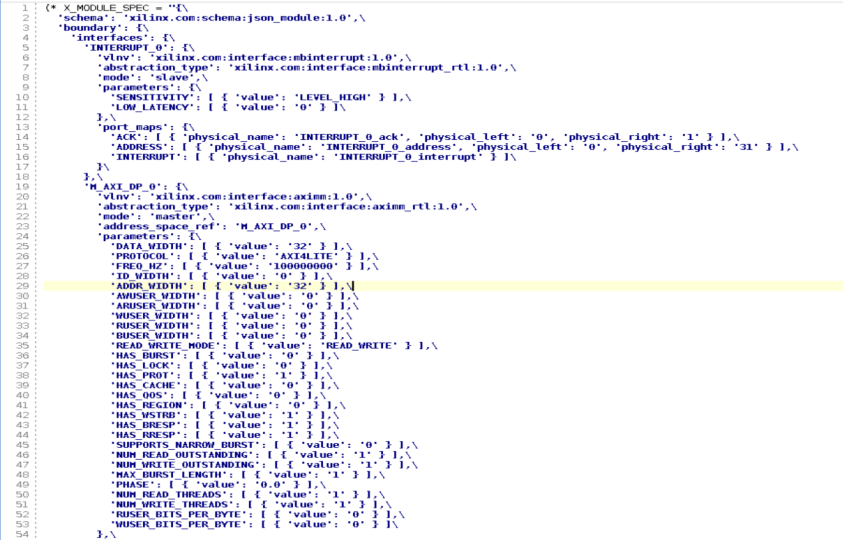 1 (* X_MODULE_SPEC = "{\
2 'schema': 'xilinx.com:schema:json_module:1.0',\
3 'boundary': {\
4 'interfaces': {\
5 'INTERRUPT_0': {\
6 'vlnv': 'xilinx.com:interface:mbinterrupt:1.0',\
7 'abstraction_type': 'xilinx.com:interface:mbinterrupt_rtl:1.0',\
8 'mode': 'slave',\
9 'parameters': {\
10 'SENSITIVITY': [ { 'value': 'LEVEL_HIGH' } ],\
11 'LOW_LATENCY': [ { 'value': '0' } ]\
12 },\
13 'port_maps': {\
14 'ACK': [ { 'physical_name': 'INTERRUPT_0_ack', 'physical_left': '0', 'physical_right': '1' } ],\
15 'ADDRESS': [ { 'physical_name': 'INTERRUPT_0_address', 'physical_left': '0', 'physical_right': '31' } ],\
16 'INTERRUPT': [ { 'physical_name': 'INTERRUPT_0_interrupt' } ]\
17 }\
18 },\
19 'M_AXI_DP_0': {\
20 'vlnv': 'xilinx.com:interface:aximm:1.0',\
21 'abstraction_type': 'xilinx.com:interface:aximm_rtl:1.0',\
22 'mode': 'master',\
23 'address_space_ref': 'M_AXI_DP_0',\
24 'parameters': {\
25 'DATA_WIDTH': [ { 'value': '32' } ],\
26 'PROTOCOL': [ { 'value': 'AXI4LITE' } ],\
27 'FREQ_HZ': [ { 'value': '100000000' } ],\
28 'ID_WIDTH': [ { 'value': '0' } ],\
29 'ADDR_WIDTH': [ { 'value': '32' } ],\
30 'AWUSER_WIDTH': [ { 'value': '0' } ],\
31 'ARUSER_WIDTH': [ { 'value': '0' } ],\
32 'WUSER_WIDTH': [ { 'value': '0' } ],\
33 'RUSER_WIDTH': [ { 'value': '0' } ],\
34 'BUSER_WIDTH': [ { 'value': '0' } ],\
35 'READ_WRITE_MODE': [ { 'value': 'READ_WRITE' } ],\
36 'HAS_BURST': [ { 'value': '0' } ],\
37 'HAS_LOCK': [ { 'value': '0' } ],\
38 'HAS_PROT': [ { 'value': '1' } ],\
39 'HAS_CACHE': [ { 'value': '0' } ],\
40 'HAS_QOS': [ { 'value': '0' } ],\
41 'HAS_REGION': [ { 'value': '0' } ],\
42 'HAS_WSTRB': [ { 'value': '1' } ],\
43 'HAS_BRESP': [ { 'value': '1' } ],\
44 'HAS_RRESP': [ { 'value': '1' } ],\
45 'SUPPORTS_NARROW_BURST': [ { 'value': '0' } ],\
46 'NUM_READ_OUTSTANDING': [ { 'value': '1' } ],\
47 'NUM_WRITE_OUTSTANDING': [ { 'value': '1' } ],\
48 'MAX_BURST_LENGTH': [ { 'value': '1' } ],\
49 'PHASE': [ { 'value': '0.0' } ],\
50 'NUM_READ_THREADS': [ { 'value': '1' } ],\
51 'NUM_WRITE_THREADS': [ { 'value': '1' } ],\
52 'RUSER_BITS_PER_BYTE': [ { 'value': '0' } ],\
53 'WUSER_BITS_PER_BYTE': [ { 'value': '0' } ]\
54 },\